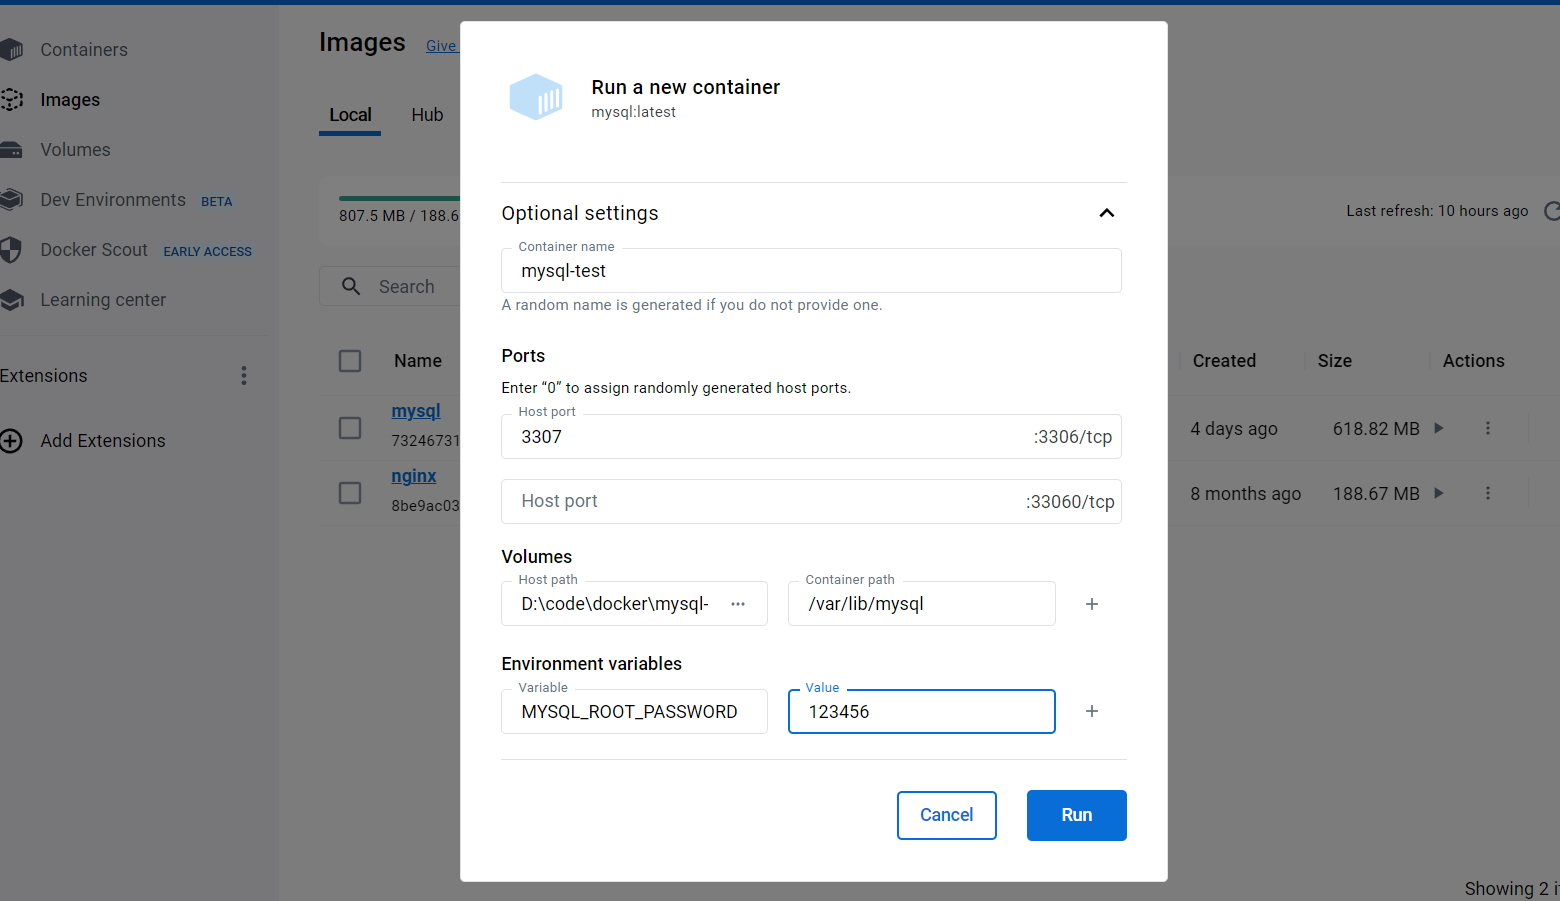 Containers
Images
Volumes
Dev Environments BETA
Docker Scout EARLY ACCESS
Learning center
Extensions
Add Extensions
Images Give
Local Hub
807.5 MB / 188.6
Last refresh: 10 hours ago
Search
Name Created Size Actions
mysql
73246731
4 days ago 618.82 MB
nginx
8be9ac03
8 months ago 188.67 MB
Showing 2
Run a new container
mysql:latest
Optional settings
Container name
mysql-test
A random name is generated if you do not provide one.
Ports
Enter “0” to assign randomly generated host ports.
Host port
3307 :3306/tcp
Host port :33060/tcp
Volumes
Host path Container path
D:\code\docker\mysql- /var/lib/mysql
Environment variables
Variable Value
MYSQL_ROOT_PASSWORD 123456
Cancel Run